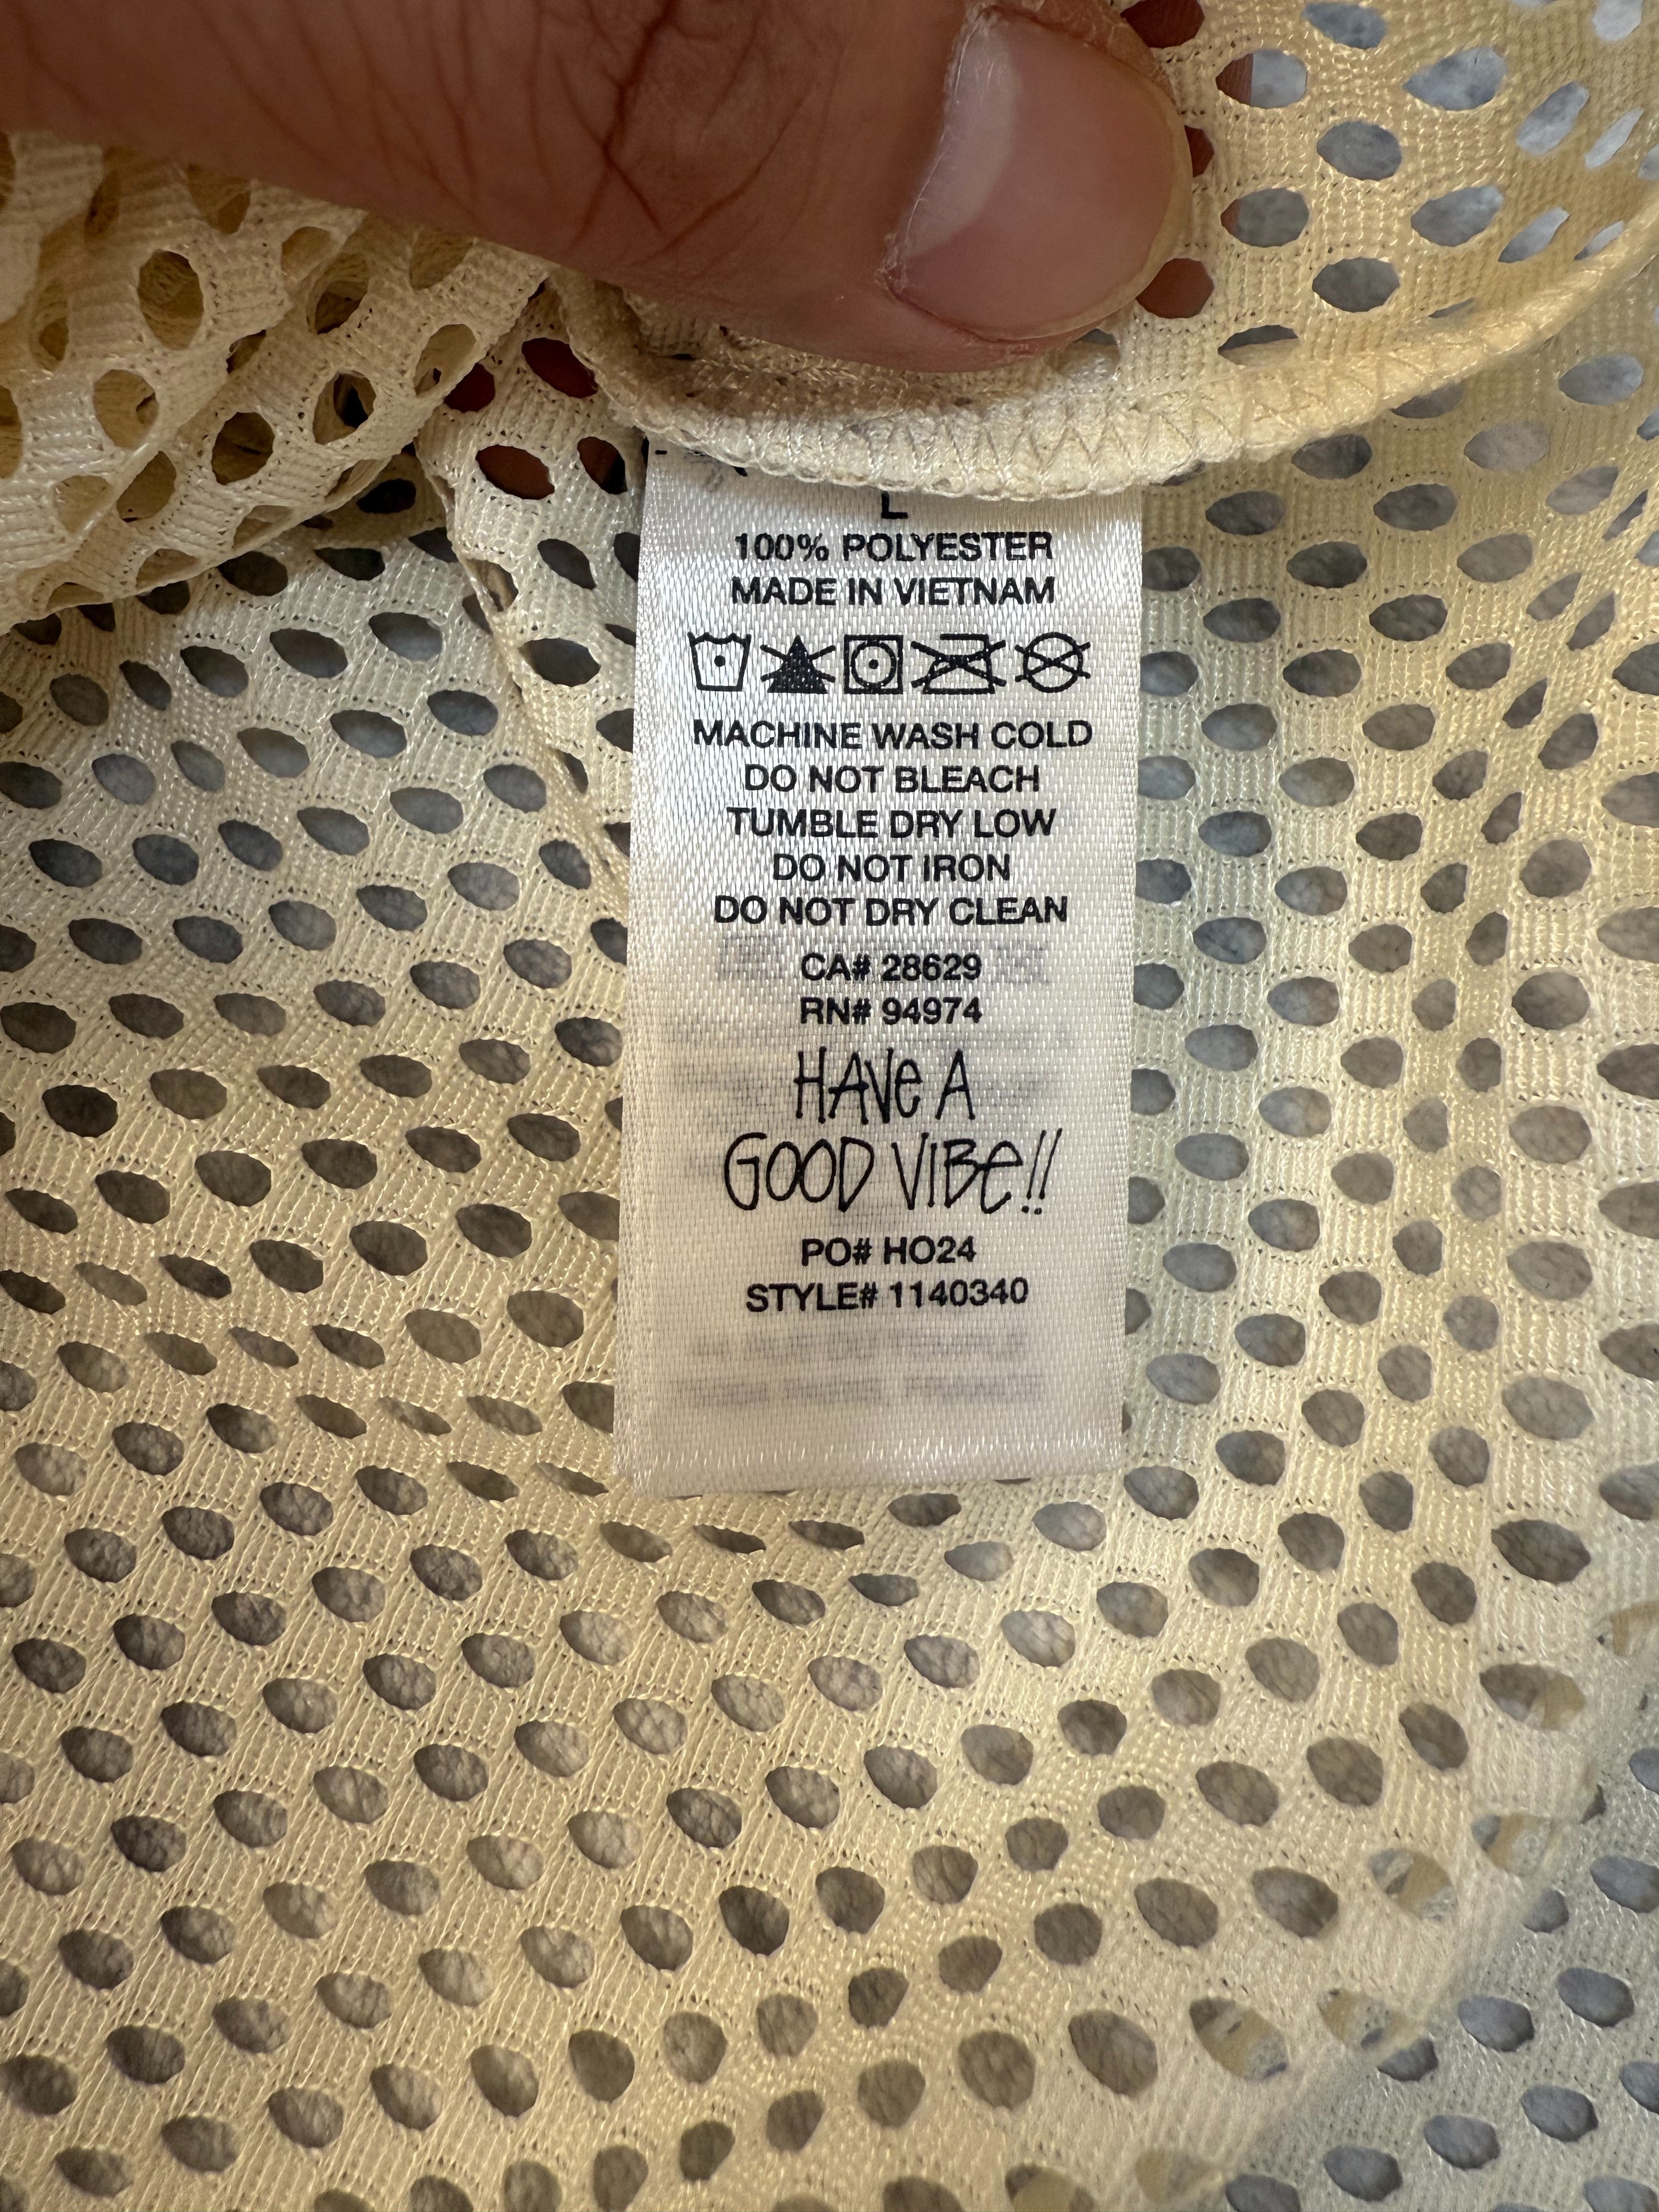 L
100% POLYESTER
MADE IN VIETNAM
MACHINE WASH COLD
DO NOT BLEACH
TUMBLE DRY LOW
DO NOT IRON
DO NOT DRY CLEAN
CA# 28629
RN# 94974
HAVe A
GOOD ViBe!!
PO# HO24
STYLE# 1140340